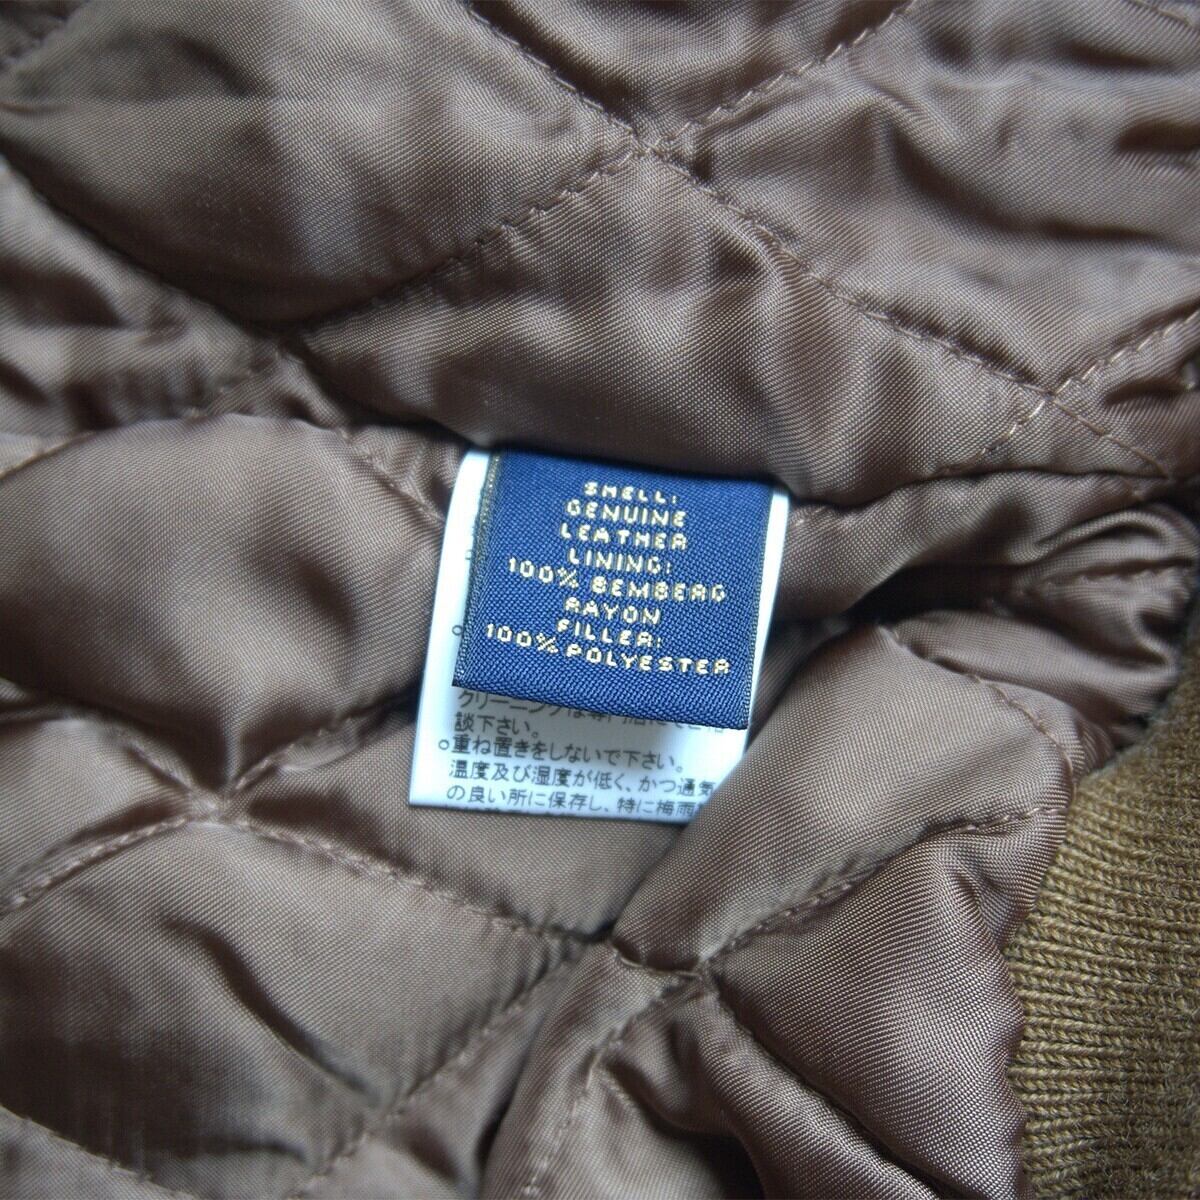 SHELL:
GENUINE
LEATHER
LINING:
100% BEMBERG
RAYON
FILLER:
100% POLYESTER
クリーニングは専門店にてご相
談下さい。
○重ね置きをしないで下さい。
温度及び湿度が低く、かつ通気
の良い所に保存し、特に梅雨